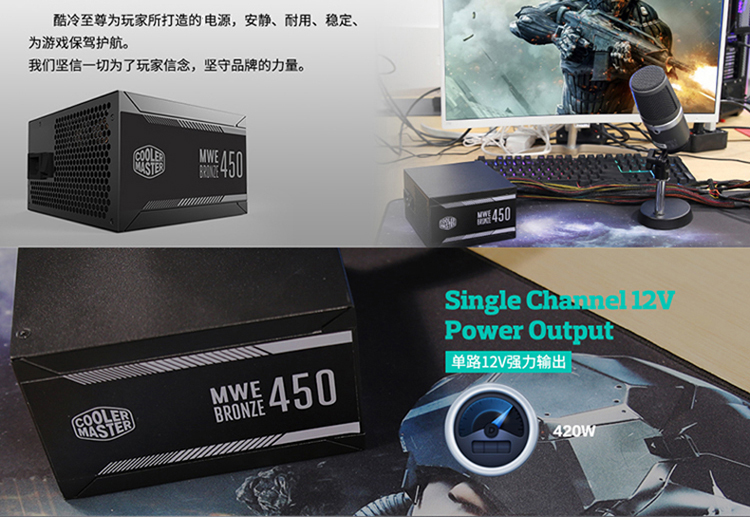 酷冷至尊为玩家所打造的电源，安静、耐用、稳定、
为游戏保驾护航。
我们坚信一切为了玩家信念，坚守品牌的力量。
COOLER
MASTER
MWE
BRONZE 450
COOLER
MASTER
MWE
BRONZE 450
Single Channel 12V
Power Output
单路12V强力输出
420W
COOLER
MASTER
MWE
BRONZE 450